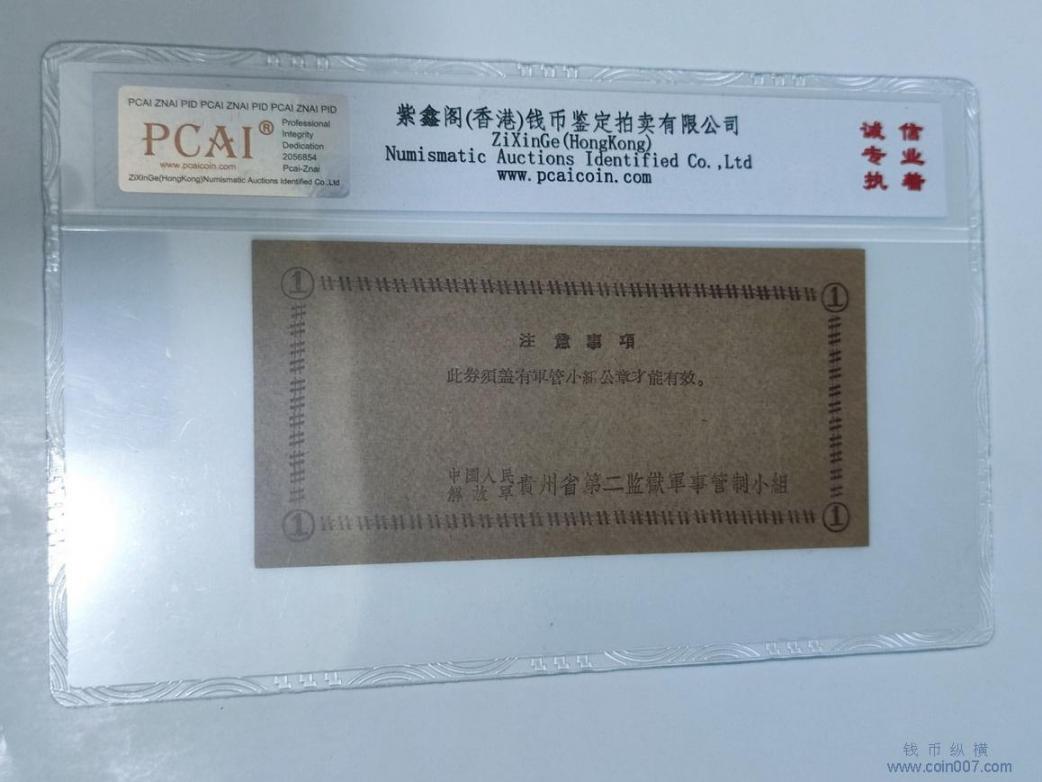 PCAI ZNAI PID PCAI ZNAI PID PCAI ZNAI PID
PCAI®
Professional
Integrity
Dedication
2056854
Pcai-Znai
www.pcaicoin.com
ZiXinGe(HongKong)Numismatic Auctions Identified Co.,Ltd
紫鑫阁(香港)钱币鉴定拍卖有限公司
ZiXinGe(HongKong)
Numismatic Auctions Identified Co.,Ltd
www.pcaicoin.com
诚信
专业
执着
1
1
注意事項
此券須盖有軍管小組公章才能有效。
中国人民
解放軍
貴州省第二監獄軍事管制小組
1
1
钱币纵横
www.coin007.com